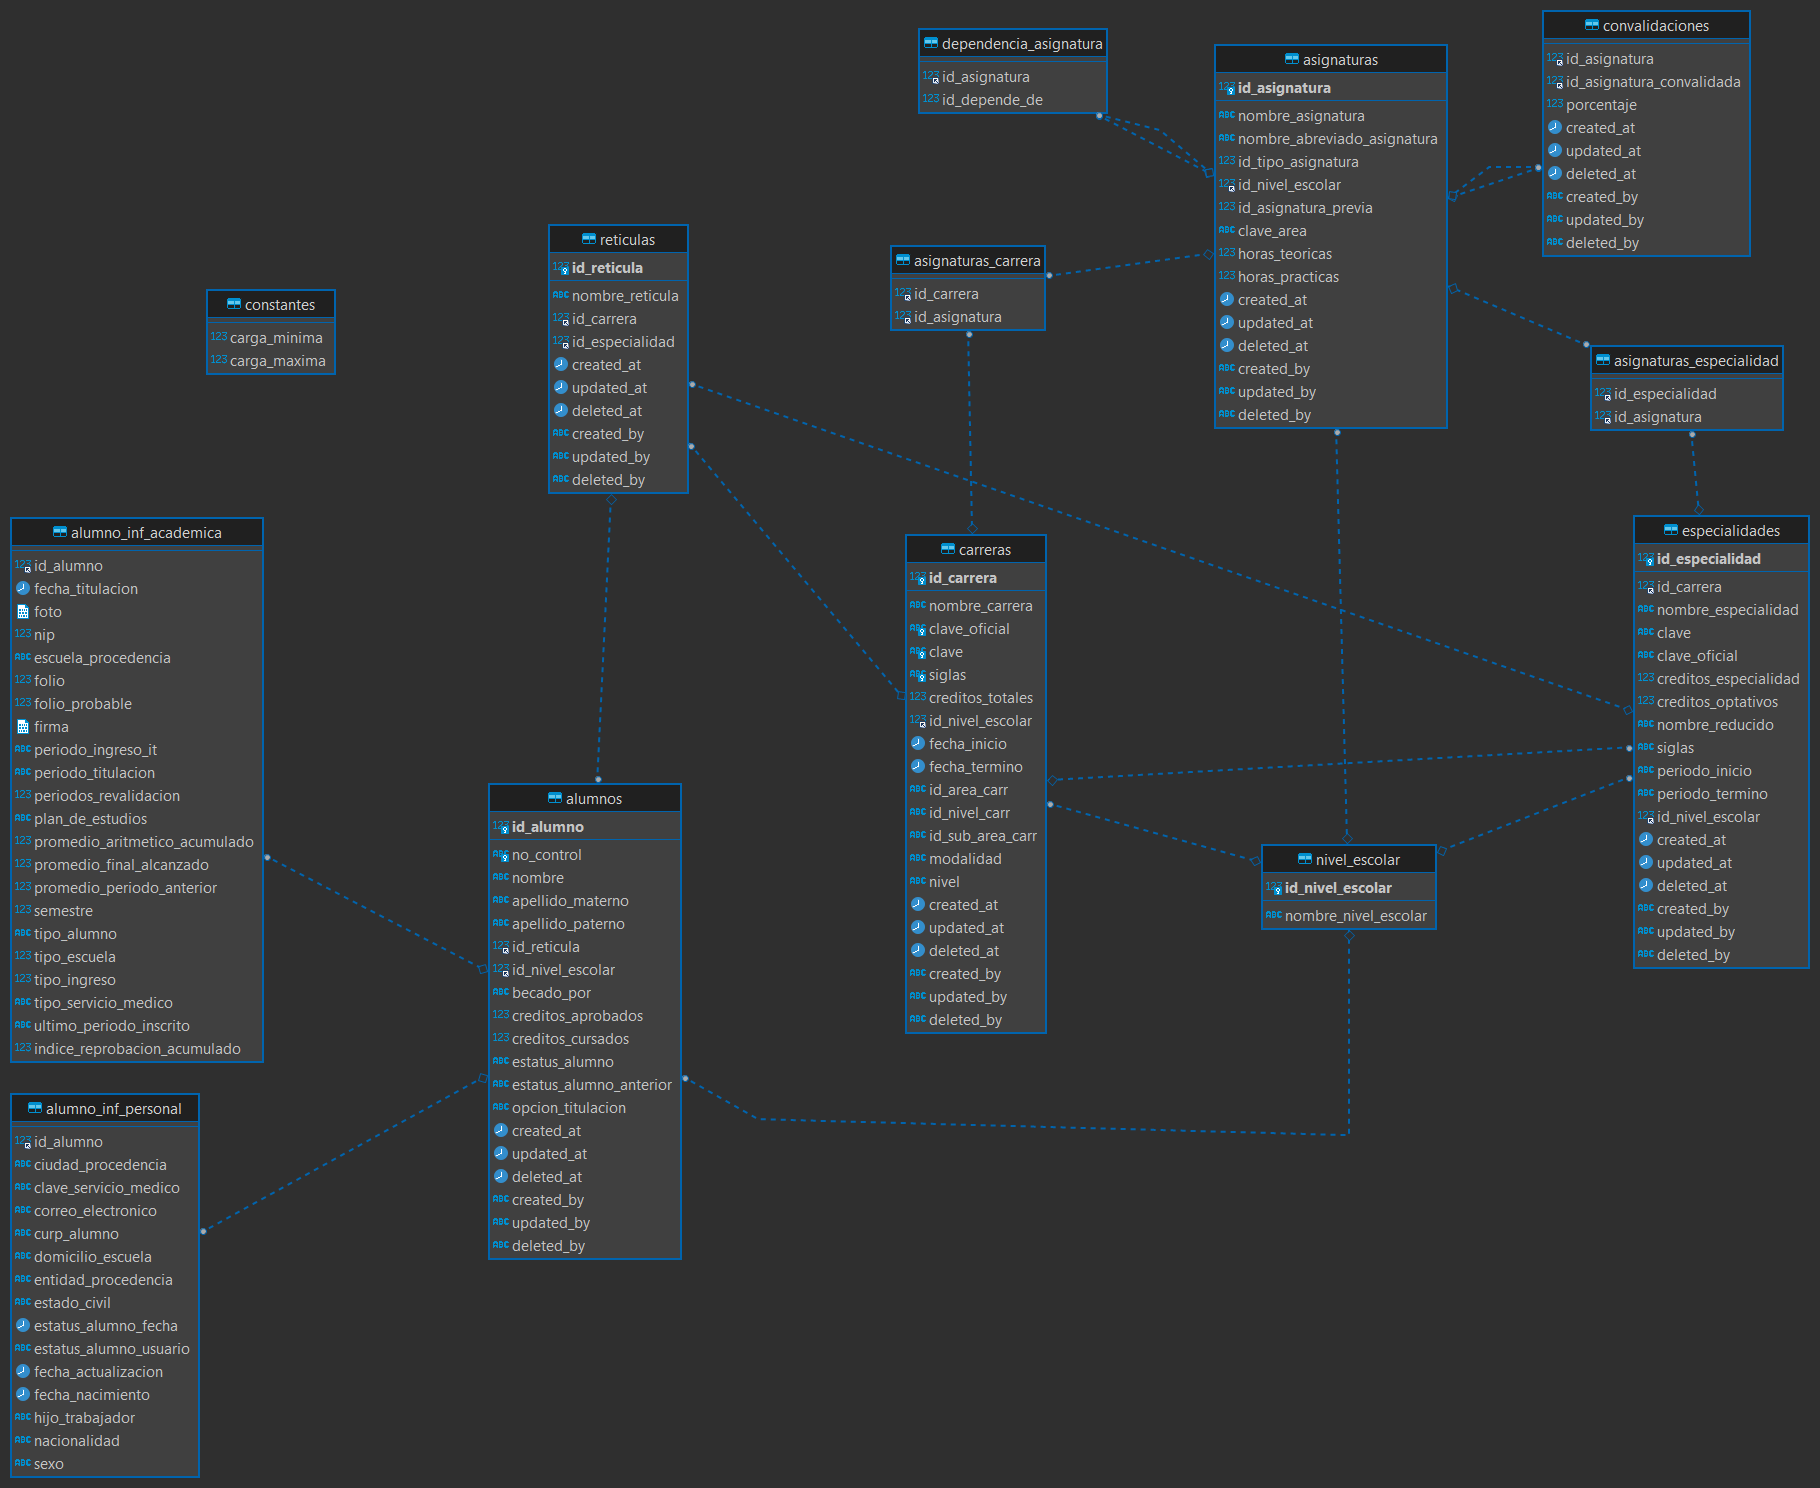 dependencia_asignatura
id_asignatura
id_depende_de
asignaturas
id_asignatura
nombre_asignatura
nombre_abreviado_asignatura
id_tipo_asignatura
id_nivel_escolar
id_asignatura_previa
clave_area
horas_teoricas
horas_practicas
created_at
updated_at
deleted_at
created_by
updated_by
deleted_by
convalidaciones
id_asignatura
id_asignatura_convalidada
porcentaje
created_at
updated_at
deleted_at
created_by
updated_by
deleted_by
reticulas
id_reticula
nombre_reticula
id_carrera
id_especialidad
created_at
updated_at
deleted_at
created_by
updated_by
deleted_by
asignaturas_carrera
id_carrera
id_asignatura
constantes
carga_minima
carga_maxima
asignaturas_especialidad
id_especialidad
id_asignatura
alumno_inf_academica
id_alumno
fecha_titulacion
foto
nip
escuela_procedencia
folio
folio_probable
firma
periodo_ingreso_it
periodo_titulacion
periodos_revalidacion
plan_de_estudios
promedio_aritmetico_acumulado
promedio_final_alcanzado
promedio_periodo_anterior
semestre
tipo_alumno
tipo_escuela
tipo_ingreso
tipo_servicio_medico
ultimo_periodo_inscrito
indice_reprobacion_acumulado
carreras
id_carrera
nombre_carrera
clave_oficial
clave
siglas
creditos_totales
id_nivel_escolar
fecha_inicio
fecha_termino
id_area_carr
id_nivel_carr
id_sub_area_carr
modalidad
nivel
created_at
updated_at
deleted_at
created_by
updated_by
deleted_by
especialidades
id_especialidad
id_carrera
nombre_especialidad
clave
clave_oficial
creditos_especialidad
creditos_optativos
nombre_reducido
siglas
periodo_inicio
periodo_termino
id_nivel_escolar
created_at
updated_at
deleted_at
created_by
updated_by
deleted_by
alumnos
id_alumno
no_control
nombre
apellido_materno
apellido_paterno
id_reticula
id_nivel_escolar
becado_por
creditos_aprobados
creditos_cursados
estatus_alumno
estatus_alumno_anterior
opcion_titulacion
created_at
updated_at
deleted_at
created_by
updated_by
deleted_by
nivel_escolar
id_nivel_escolar
nombre_nivel_escolar
alumno_inf_personal
id_alumno
ciudad_procedencia
clave_servicio_medico
correo_electronico
curp_alumno
domicilio_escuela
entidad_procedencia
estado_civil
estatus_alumno_fecha
estatus_alumno_usuario
fecha_actualizacion
fecha_nacimiento
hijo_trabajador
nacionalidad
sexo